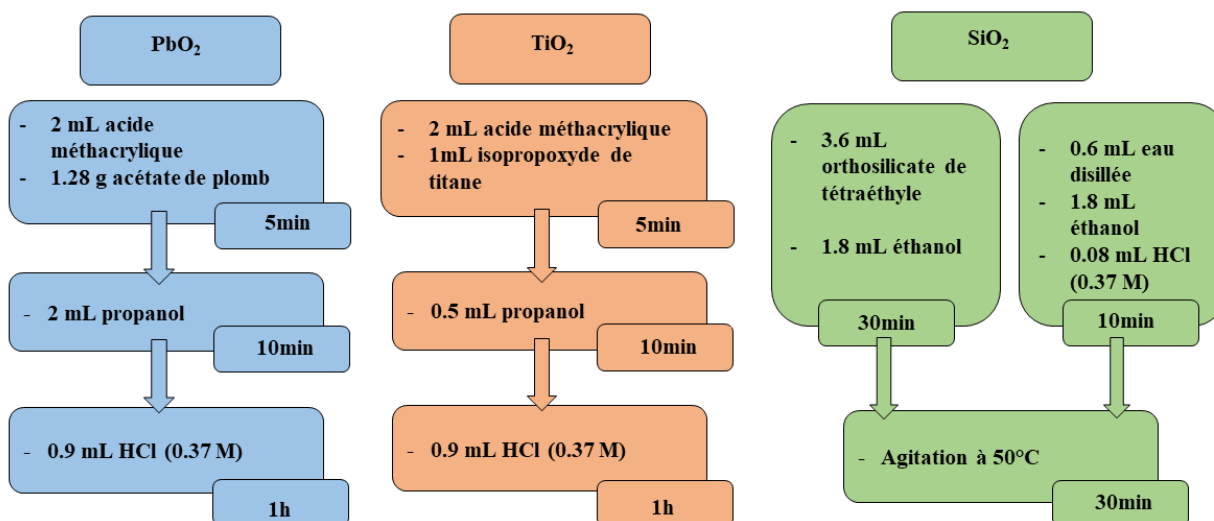 PbO₂
- 2 mL acide
méthacrylique
- 1.28 g acétate de plomb
5min
- 2 mL propanol
10min
- 0.9 mL HCl (0.37 M)
1h
TiO₂
- 2 mL acide méthacrylique
- 1mL isopropoxyde de
titane
5min
- 0.5 mL propanol
10min
- 0.9 mL HCl (0.37 M)
1h
SiO₂
- 3.6 mL
orthosilicate de
tétraéthyle
- 1.8 mL éthanol
30min
- 0.6 mL eau
disillée
- 1.8 mL
éthanol
- 0.08 mL HCl
(0.37 M)
10min
- Agitation à 50°C
30min